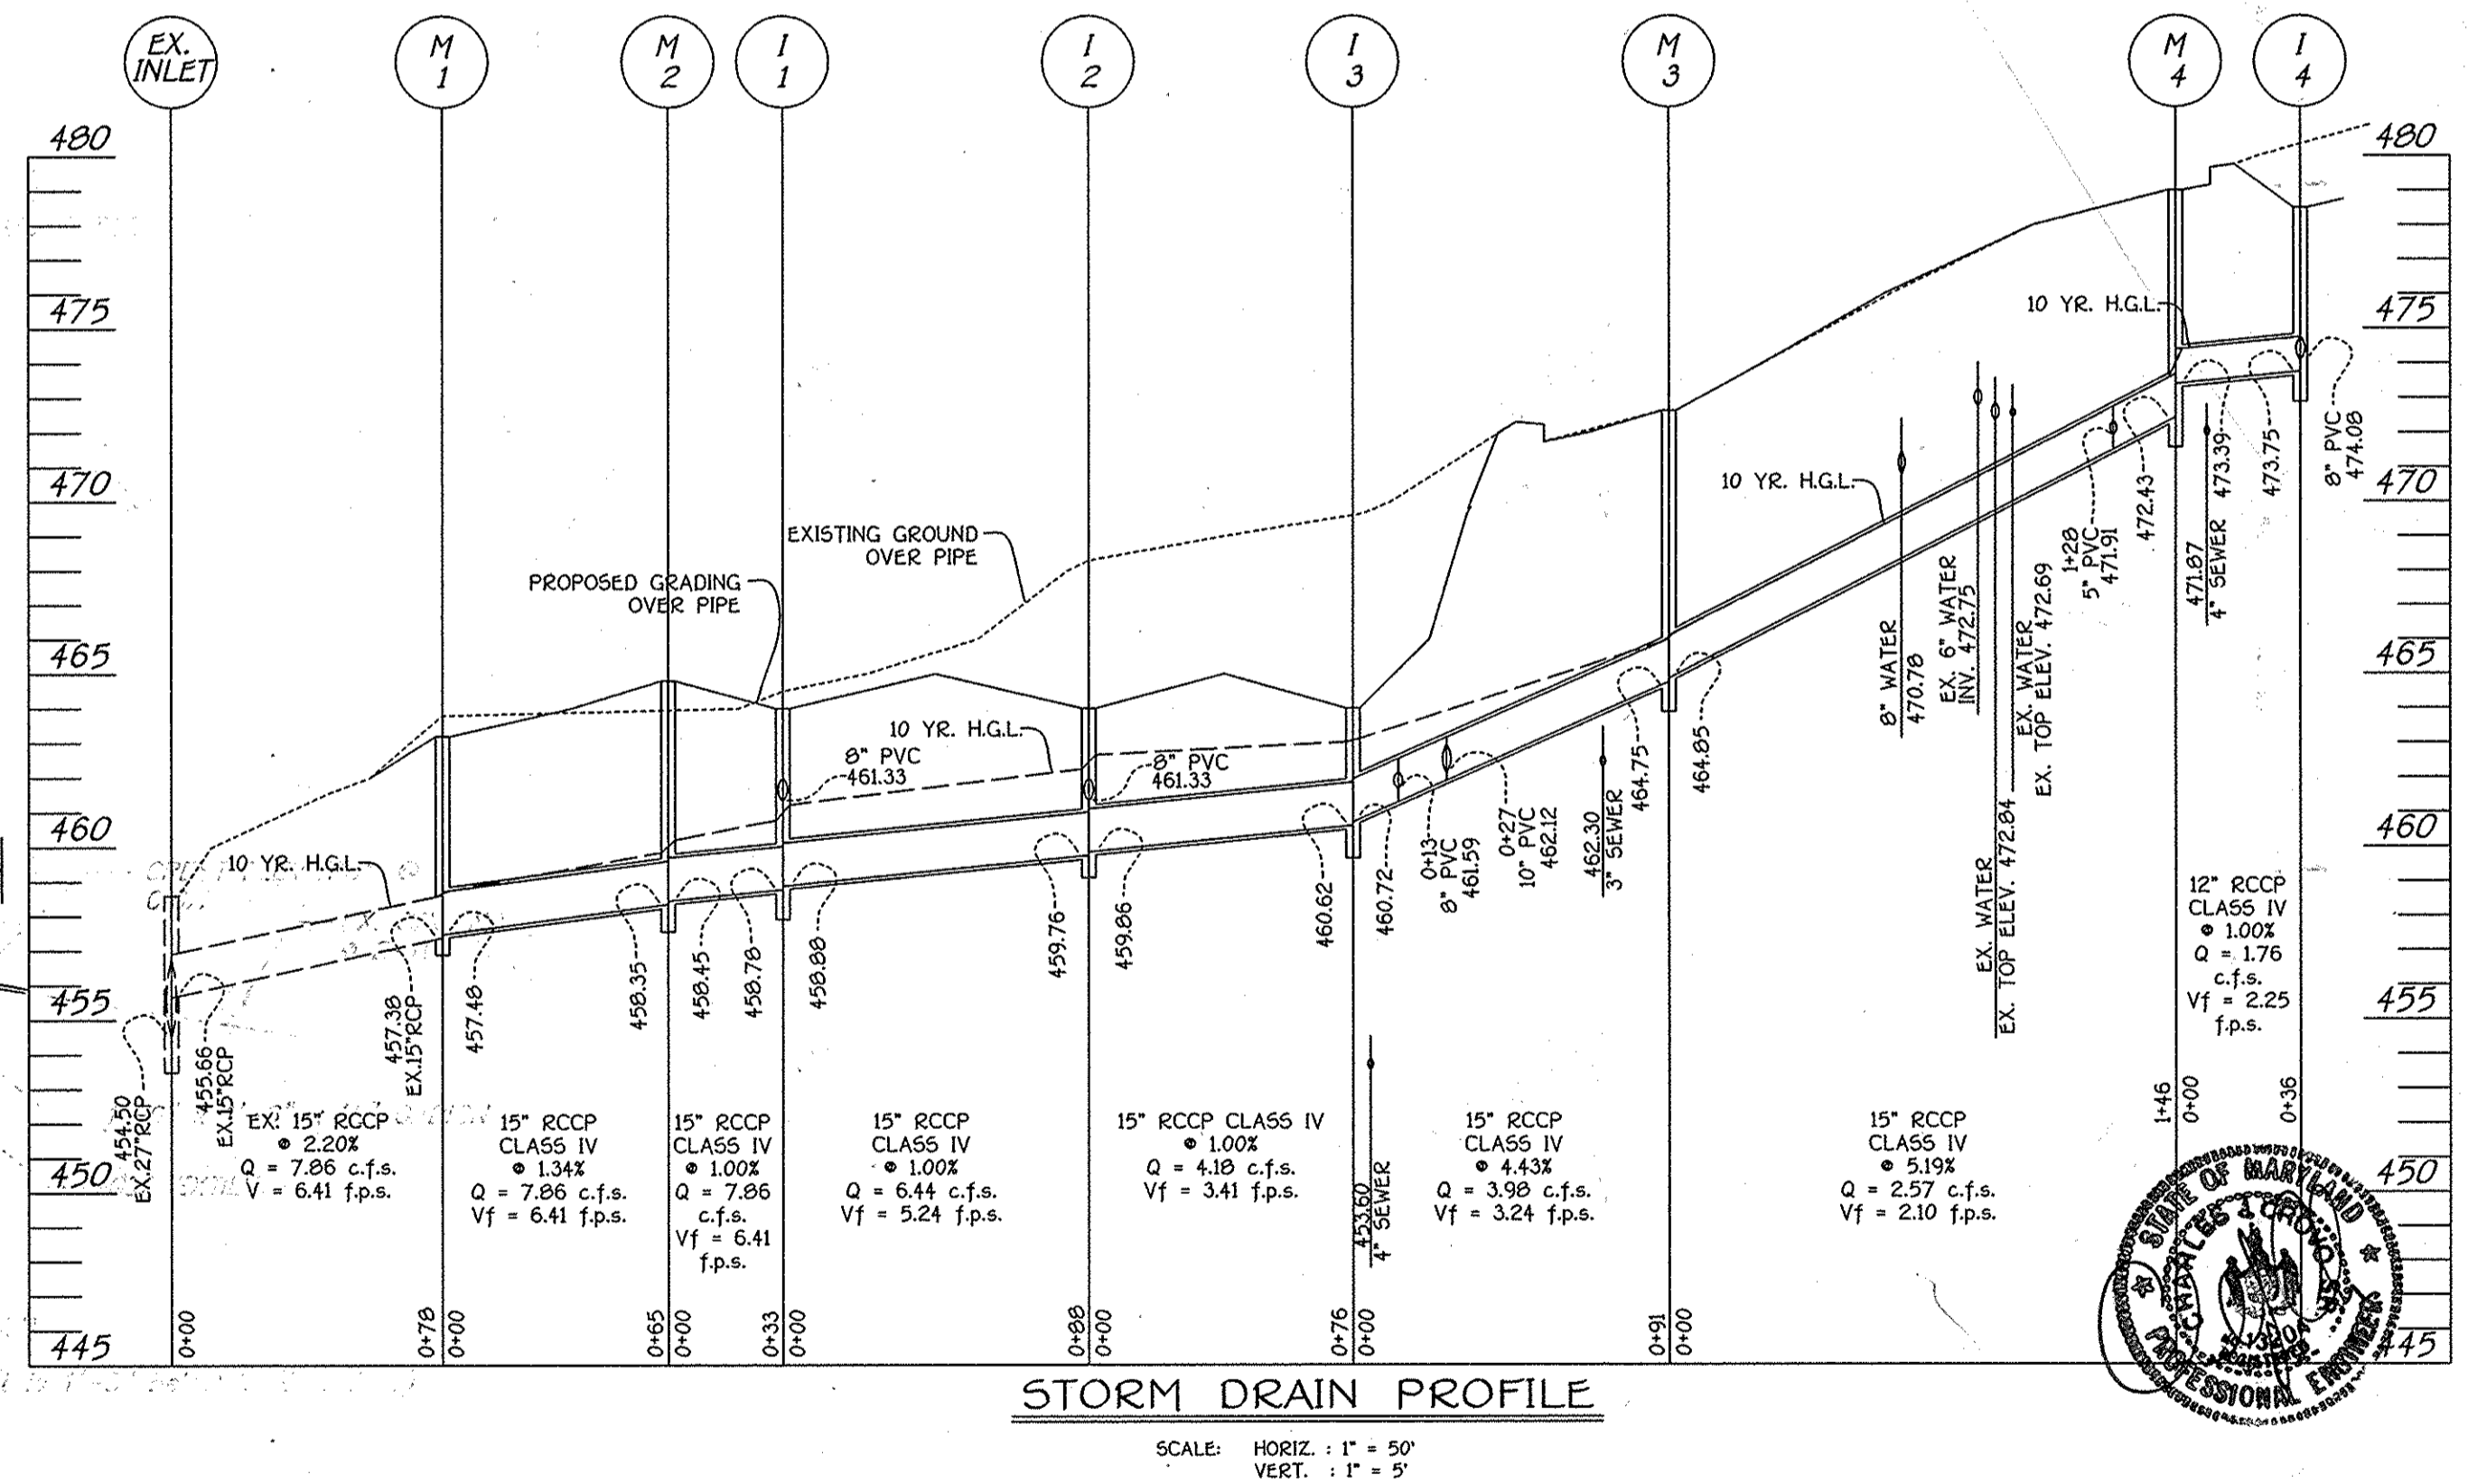 EX.
INLET
M
1
M
2
I
1
I
2
I
3
M
3
M
4
I
4
480
475
470
465
460
455
450
445
480
475
470
465
460
455
450
445
10 YR. H.G.L.
PROPOSED GRADING
OVER PIPE
EXISTING GROUND
OVER PIPE
10 YR. H.G.L.
8" PVC
461.33
8" PVC
461.33
10 YR. H.G.L.
10 YR. H.G.L.
454.50
EX.27"RCP
455.66
EX.15"RCP
457.38
EX.15"RCP
457.48
458.35
458.45
458.78
458.88
459.76
459.86
460.62
460.72
0+13
8" PVC
461.59
0+27
10" PVC
462.12
462.30
3" SEWER
464.75
464.85
8" WATER
470.78
EX. 6" WATER
INV. 472.75
EX. WATER
EX. TOP ELEV. 472.84
EX. WATER
EX. TOP ELEV. 472.69
1+28
5" PVC
471.91
472.43
471.87
4" SEWER
473.39
473.75
8" PVC
474.08
453.60
4" SEWER
EX. 15" RCCP
@ 2.20%
Q = 7.86 c.f.s.
V = 6.41 f.p.s.
15" RCCP
CLASS IV
@ 1.34%
Q = 7.86 c.f.s.
Vf = 6.41 f.p.s.
15" RCCP
CLASS IV
@ 1.00%
Q = 7.86
c.f.s.
Vf = 6.41
f.p.s.
15" RCCP
CLASS IV
@ 1.00%
Q = 6.44 c.f.s.
Vf = 5.24 f.p.s.
15" RCCP CLASS IV
@ 1.00%
Q = 4.18 c.f.s.
Vf = 3.41 f.p.s.
15" RCCP
CLASS IV
@ 4.43%
Q = 3.98 c.f.s.
Vf = 3.24 f.p.s.
15" RCCP
CLASS IV
@ 5.19%
Q = 2.57 c.f.s.
Vf = 2.10 f.p.s.
12" RCCP
CLASS IV
@ 1.00%
Q = 1.76
c.f.s.
Vf = 2.25
f.p.s.
0+00
0+78
0+00
0+65
0+00
0+33
0+00
0+88
0+00
0+76
0+00
0+91
0+00
1+46
0+00
0+36
STATE OF MARYLAND
CHARLES J. CROVO SR.
REGISTERED
PROFESSIONAL ENGINEER
STORM DRAIN PROFILE
SCALE: HORIZ. : 1" = 50'
VERT. : 1" = 5'